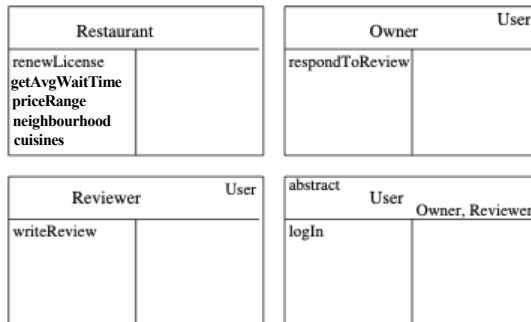 Restaurant
renewLicense
getAvgWaitTime
priceRange
neighbourhood
cuisines
User
Owner
respondToReview
User
Reviewer
writeReview
abstract
User
Owner, Reviewer
logIn